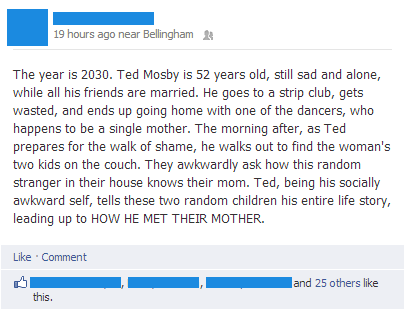 19 hours ago near Bellingham
The year is 2030. Ted Mosby is 52 years old, still sad and alone,
while all his friends are married. He goes to a strip club, gets
wasted, and ends up going home with one of the dancers, who
happens to be a single mother. The morning after, as Ted
prepares for the walk of shame, he walks out to find the woman's
two kids on the couch. They awkwardly ask how this random
stranger in their house knows their mom. Ted, being his socially
awkward self, tells these two random children his entire life story,
leading up to HOW HE MET THEIR MOTHER.
Like · Comment
, , and 25 others like
this.